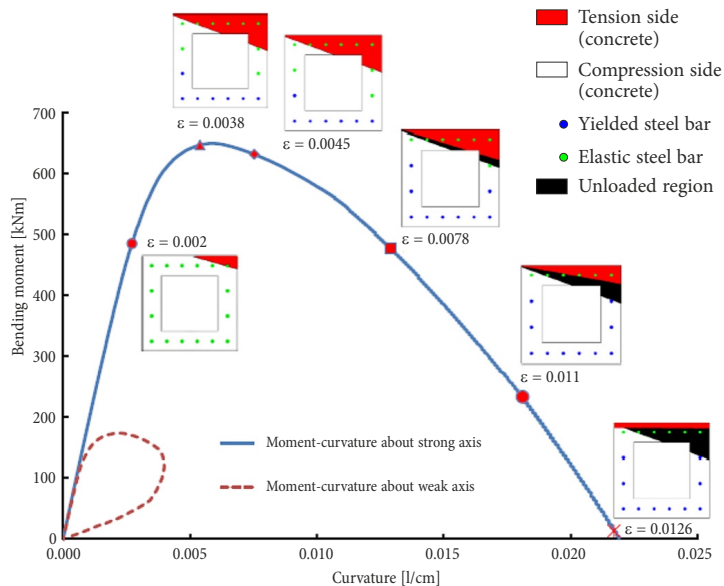 Tension side
(concrete)
Compression side
(concrete)
Yielded steel bar
Elastic steel bar
Unloaded region
ε = 0.0038
ε = 0.0045
ε = 0.002
ε = 0.0078
ε = 0.011
ε = 0.0126
Moment-curvature about strong axis
Moment-curvature about weak axis
Bending moment [kNm]
700
600
500
400
300
200
100
0
0.000
0.005
0.010
0.015
0.020
0.025
Curvature [l/cm]